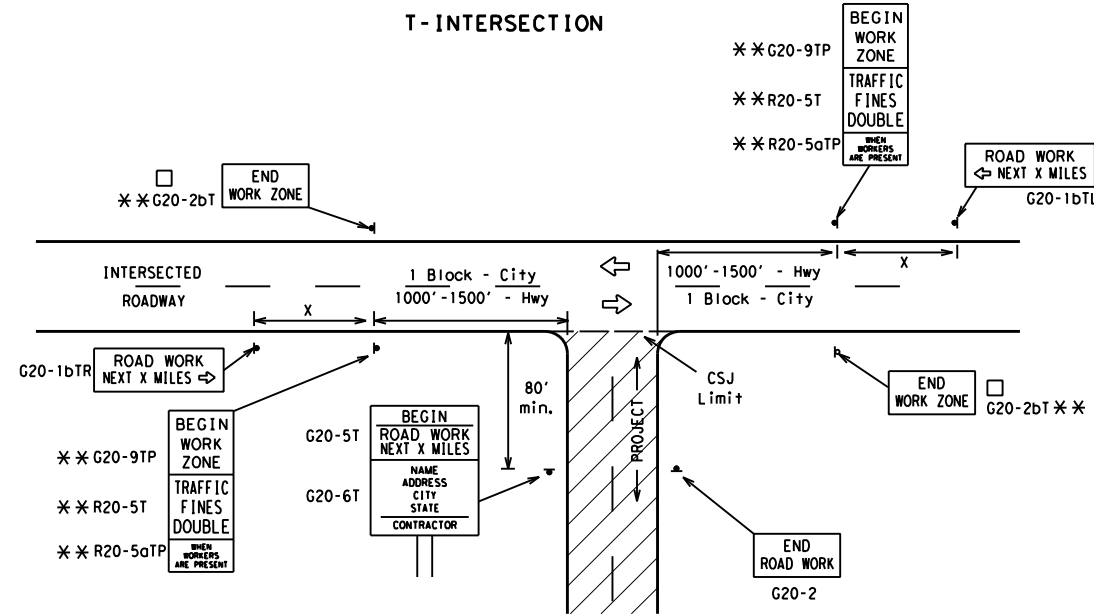 T-INTERSECTION
BEGIN
WORK
ZONE
TRAFFIC
FINES
DOUBLE
WHEN
WORKERS
ARE PRESENT
**G20-9TP
**R20-5T
**R20-5aTP
ROAD WORK
⇦ NEXT X MILES
G20-1bTL
□
**G20-2bT
END
WORK ZONE
INTERSECTED
ROADWAY
1 Block - City
1000'-1500' - Hwy
X
1000'-1500' - Hwy
1 Block - City
X
G20-1bTR
ROAD WORK
NEXT X MILES ⇨
80'
min.
CSJ
Limit
PROJECT
END
WORK ZONE
□
G20-2bT **
BEGIN
WORK
ZONE
TRAFFIC
FINES
DOUBLE
WHEN
WORKERS
ARE PRESENT
** G20-9TP
** R20-5T
** R20-5aTP
G20-5T
BEGIN
ROAD WORK
NEXT X MILES
G20-6T
NAME
ADDRESS
CITY
STATE
CONTRACTOR
END
ROAD WORK
G20-2